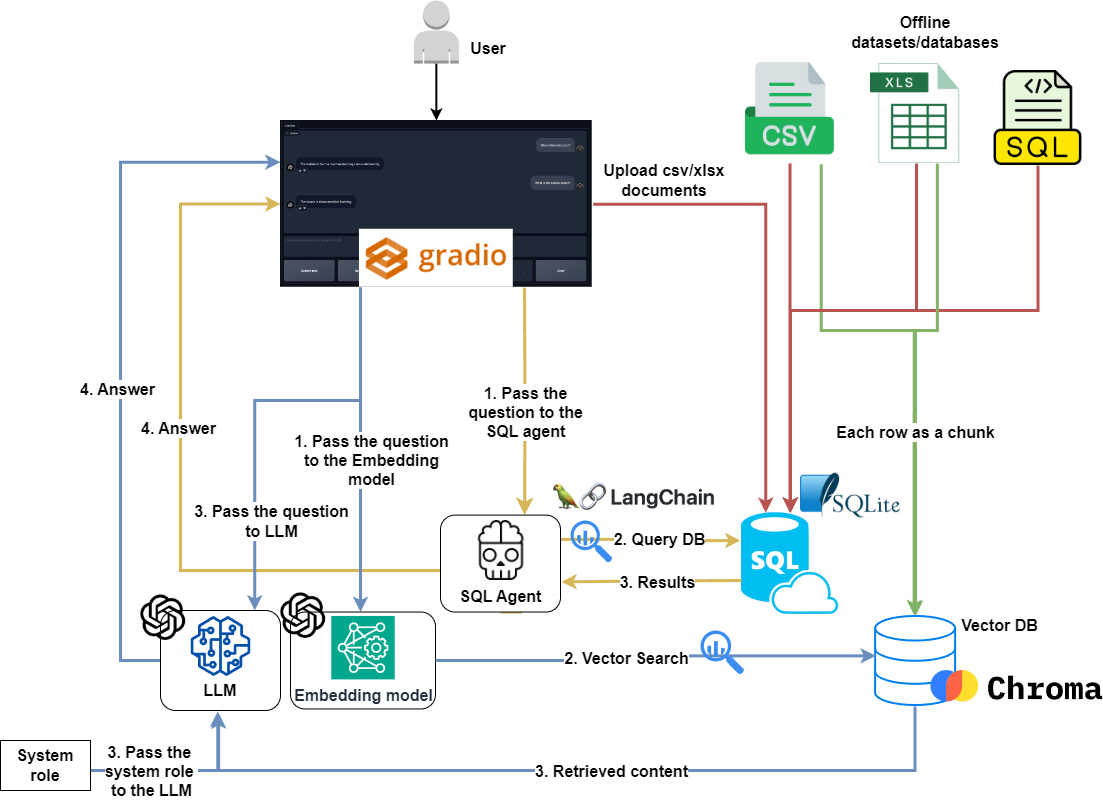 User
Offline
datasets/databases
CSV
XLS
</>
SQL
Upload csv/xlsx
documents
gradio
4. Answer
4. Answer
1. Pass the
question to the
SQL agent
1. Pass the question
to the Embedding
model
3. Pass the question
to LLM
Each row as a chunk
LangChain
SQLite
2. Query DB
SQL
3. Results
SQL Agent
Vector DB
LLM
Embedding model
2. Vector Search
Chroma
System
role
3. Pass the
system role
to the LLM
3. Retrieved content